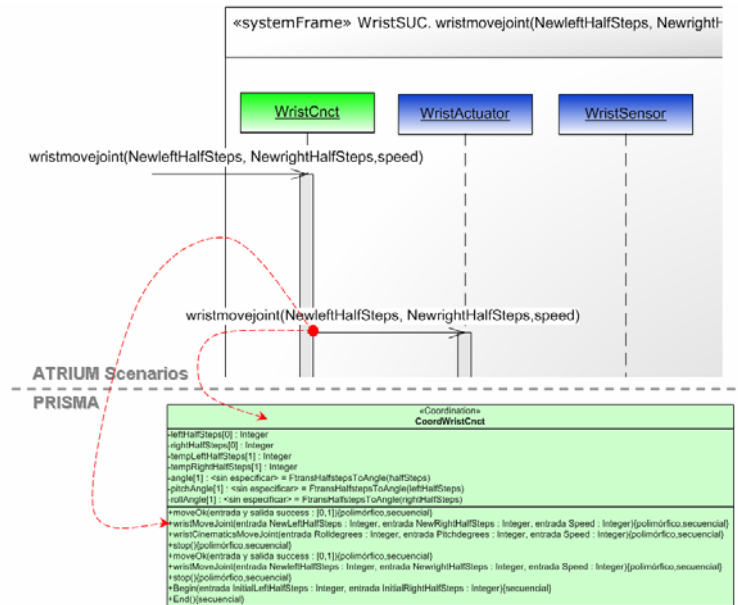 «systemFrame» WristSUC. wristmovejoint(NewleftHalfSteps, NewrightH
WristCnct
WristActuator
WristSensor
wristmovejoint(NewleftHalfSteps, NewrightHalfSteps,speed)
wristmovejoint(NewleftHalfSteps, NewrightHalfSteps,speed)
ATRIUM Scenarios
PRISMA
«Coordination»
CoordWristCnct
-leftHalfSteps[0] : Integer
-rightHalfSteps[0] : Integer
-tempLeftHalfSteps[1] : Integer
-tempRightHalfSteps[1] : Integer
-angle[1] : <sin especificar> = FtransHalfstepsToAngle(halfSteps)
-pitchAngle[1] : <sin especificar> = FtransHalfstepsToAngle(leftHalfSteps)
-rollAngle[1] : <sin especificar> = FtransHalfstepsToAngle(rightHalfSteps)
+moveOk(entrada y salida success : [0,1]){polimórfico,secuencial}
+wristMoveJoint(entrada NewLeftHalfSteps : Integer, entrada NewRightHalfSteps : Integer, entrada Speed : Integer){polimórfico,secuencial}
+wristCinematicsMoveJoint(entrada Rolldegrees : Integer, entrada Pitchdegrees : Integer, entrada Speed : Integer){polimórfico,secuencial}
+stop(){polimórfico,secuencial}
+moveOk(entrada y salida success : [0,1]){polimórfico,secuencial}
+wristMoveJoint(entrada NewleftHalfSteps : Integer, entrada NewrightHalfSteps : Integer, entrada Speed : Integer){polimórfico,secuencial}
+stop(){polimórfico,secuencial}
+Begin(entrada InitialLeftHalfSteps : Integer, entrada InitialRightHalfSteps : Integer){secuencial}
+End(){secuencial}